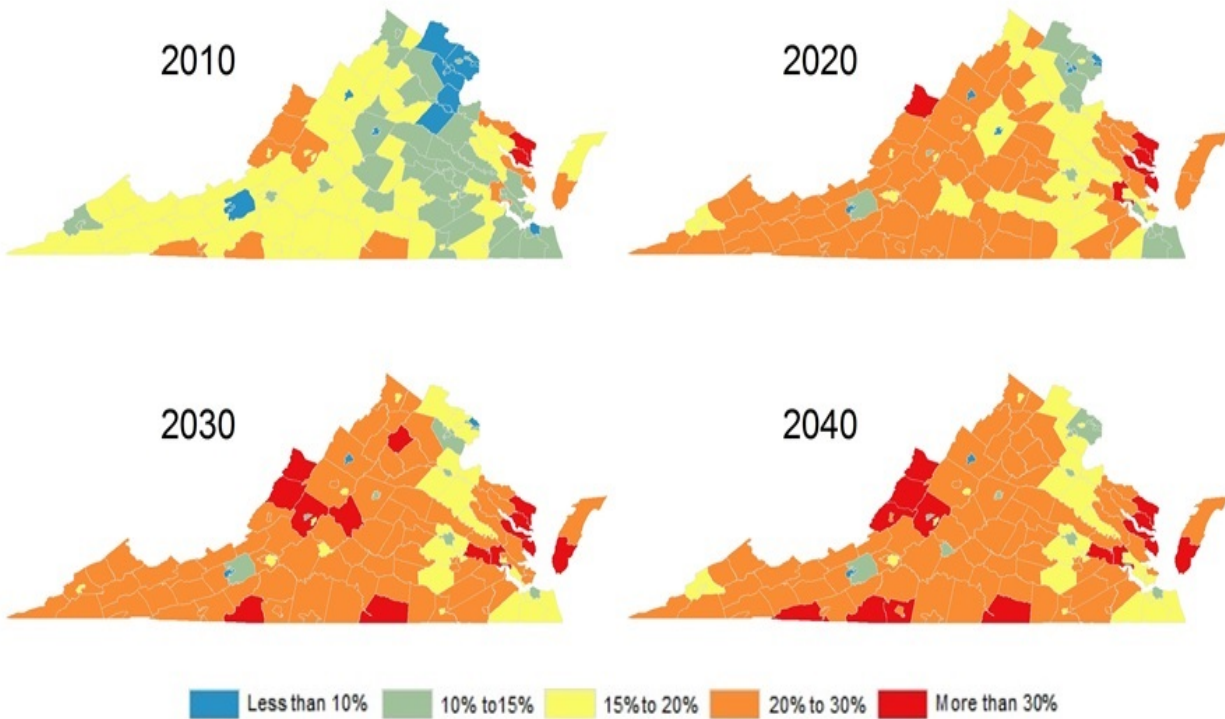 2010
2020
2030
2040
Less than 10%
10% to15%
15% to 20%
20% to 30%
More than 30%